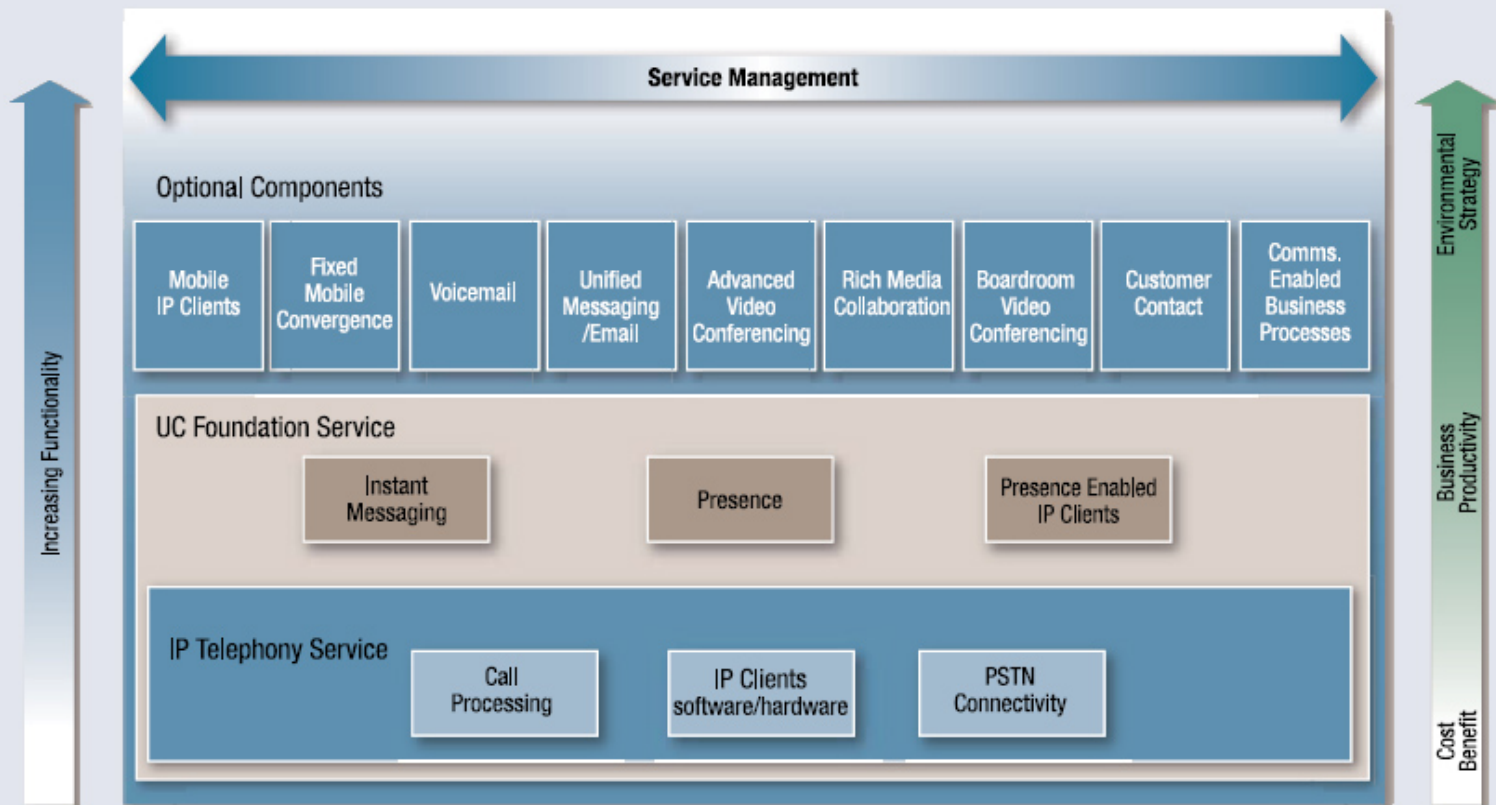 Service Management
Optional Components
Mobile
IP Clients
Fixed
Mobile
Convergence
Voicemail
Unified
Messaging
/Email
Advanced
Video
Conferencing
Rich Media
Collaboration
Boardroom
Video
Conferencing
Customer
Contact
Comms.
Enabled
Business
Processes
UC Foundation Service
Instant
Messaging
Presence
Presence Enabled
IP Clients
IP Telephony Service
Call
Processing
IP Clients
software/hardware
PSTN
Connectivity
Increasing Functionality
Environmental
Strategy
Business
Productivity
Cost
Benefit